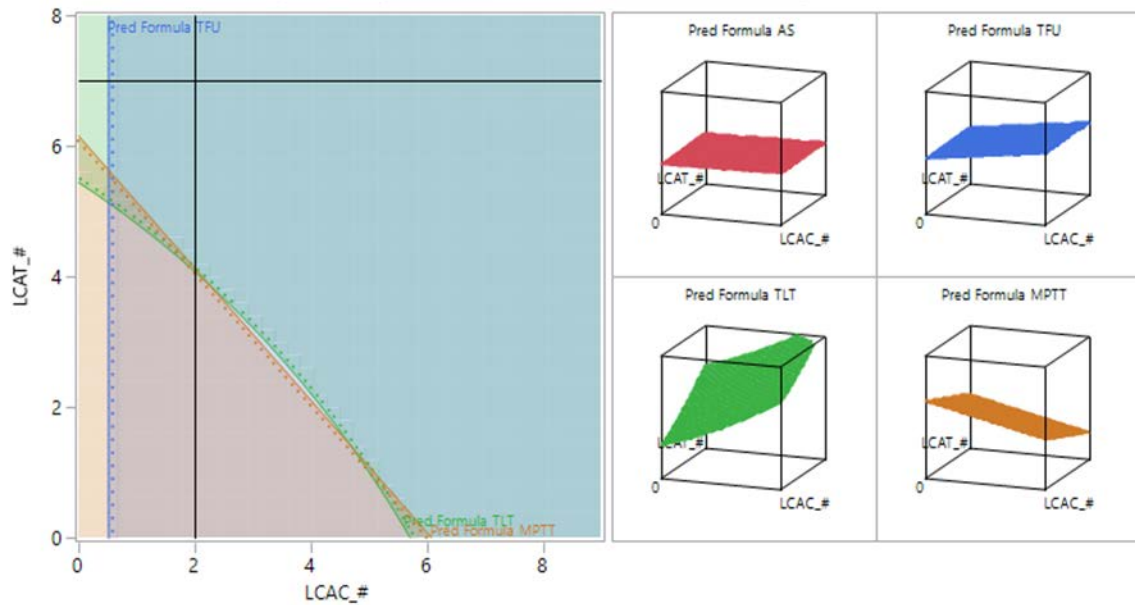 8
Pred Formula TFU
6
LCAT_#
4
2
0
Pred Formula TLT
Pred Formula MPTT
0 2 4 6 8
LCAC_#
Pred Formula AS
LCAT_#
0
LCAC_#
Pred Formula TFU
LCAT_#
0
LCAC_#
Pred Formula TLT
LCAT_#
0
LCAC_#
Pred Formula MPTT
LCAT_#
0
LCAC_#